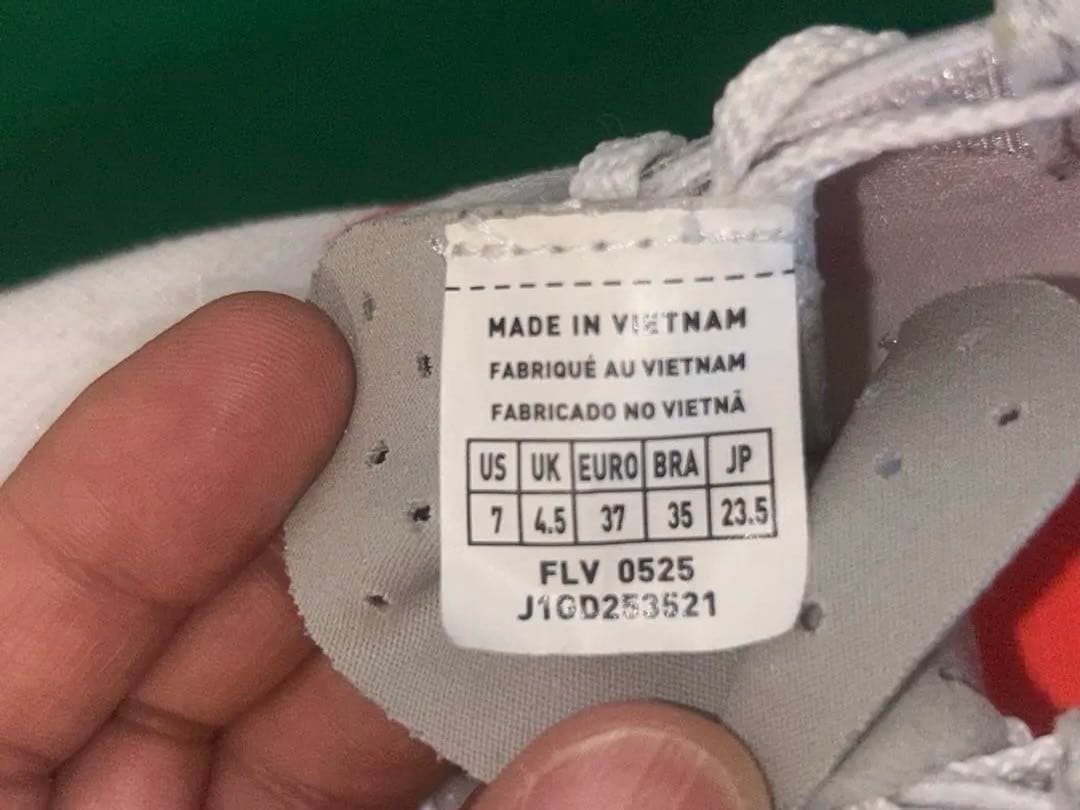 MADE IN VIETNAM
FABRIQUÉ AU VIETNAM
FABRICADO NO VIETNÃ
US UK EURO BRA JP
7 4.5 37 35 23.5
FLV 0525
J1GD253521